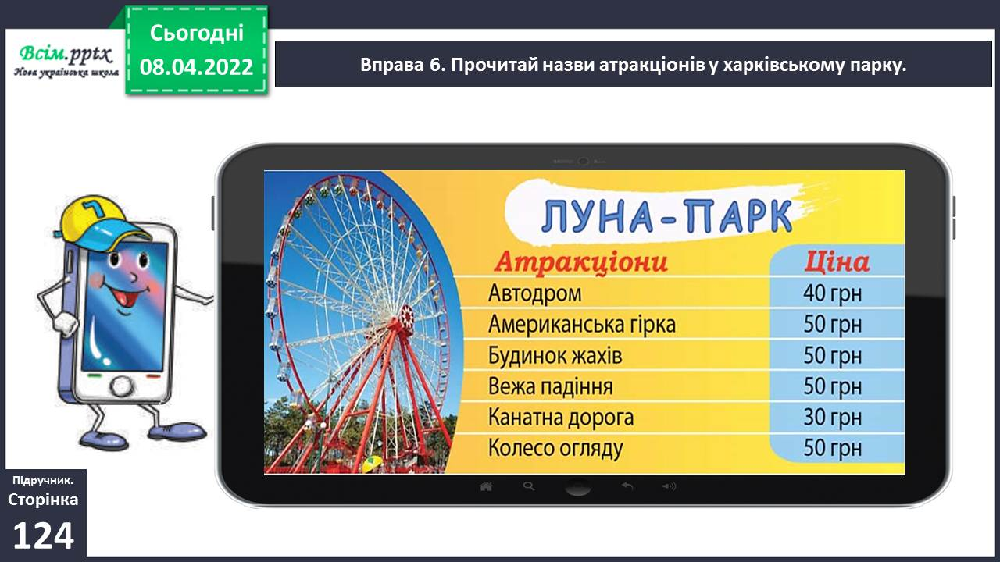 Всім.pptx
Нова українська школа
Сьогодні
08.04.2022
Вправа 6. Прочитай назви атракціонів у харківському парку.
ЛУНА-ПАРК
Атракціони Ціна
Автодром 40 грн
Американська гірка 50 грн
Будинок жахів 50 грн
Вежа падіння 50 грн
Канатна дорога 30 грн
Колесо огляду 50 грн
Підручник.
Сторінка
124